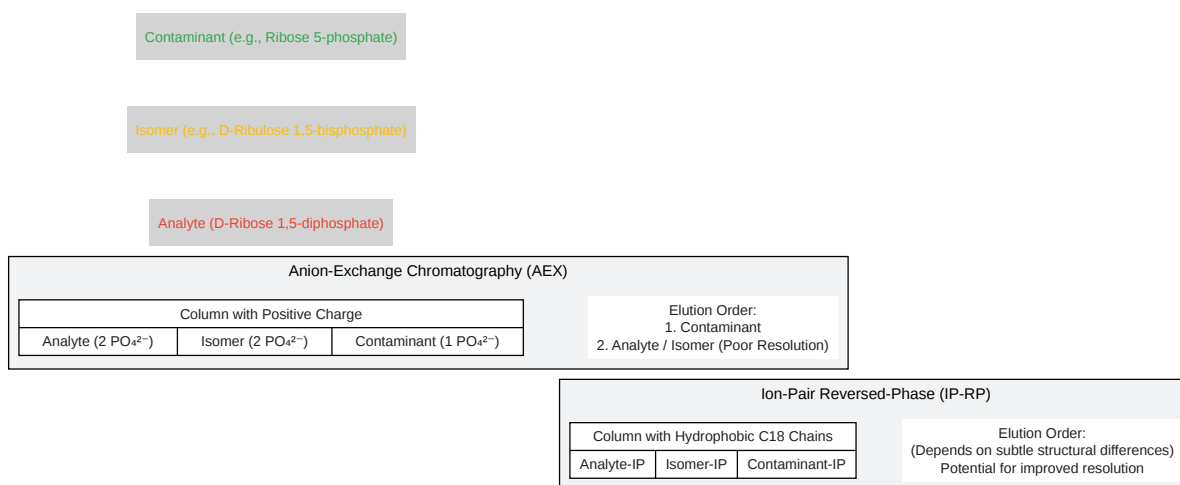 Contaminant (e.g., Ribose 5-phosphate)
Isomer (e.g., D-Ribulose 1,5-bisphosphate)
Analyte (D-Ribose 1,5-diphosphate)
Anion-Exchange Chromatography (AEX)
Column with Positive Charge
Analyte (2 PO₄²⁻)
Isomer (2 PO₄²⁻)
Contaminant (1 PO₄²⁻)
Elution Order:
1. Contaminant
2. Analyte / Isomer (Poor Resolution)
Ion-Pair Reversed-Phase (IP-RP)
Column with Hydrophobic C18 Chains
Analyte-IP
Isomer-IP
Contaminant-IP
Elution Order:
(Depends on subtle structural differences)
Potential for improved resolution